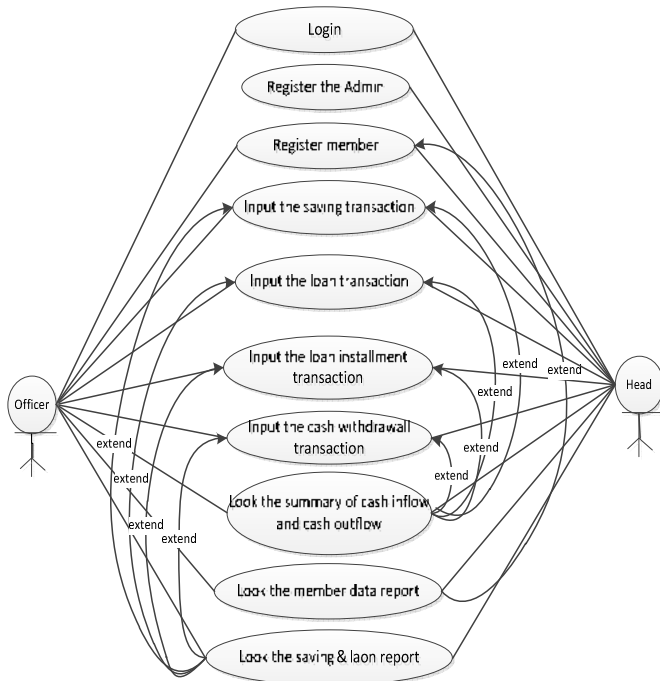 Login
Register the Admin
Register member
Input the saving transaction
Input the loan transaction
Input the loan installment
transaction
Input the cash withdrawall
transaction
Look the summary of cash inflow
and cash outflow
Look the member data report
Look the saving & laon report
Officer
Head
extend
extend
extend
extend
extend
extend
extend
extend